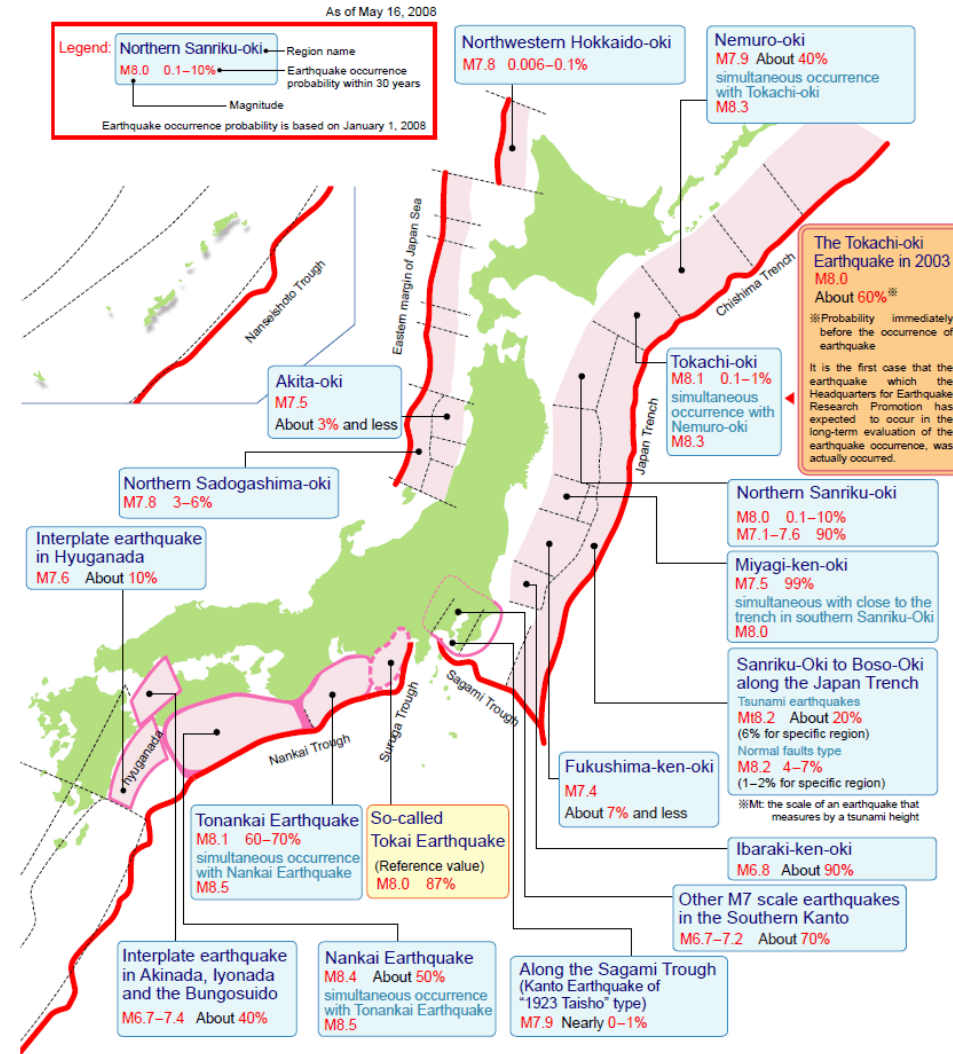 As of May 16, 2008
Legend:
Northern Sanriku-oki
M8.0 0.1–10%
Region name
Earthquake occurrence
probability within 30 years
Magnitude
Earthquake occurrence probability is based on January 1, 2008
Northwestern Hokkaido-oki
M7.8 0.006–0.1%
Nemuro-oki
M7.9 About 40%
simultaneous occurrence
with Tokachi-oki
M8.3
Nanseishoto Trough
Eastern margin of Japan Sea
Chishima Trench
Japan Trench
The Tokachi-oki
Earthquake in 2003
M8.0
About 60%※
※Probability immediately
before the occurrence of
earthquake
It is the first case that the
earthquake which the
Headquarters for Earthquake
Research Promotion has
expected to occur in the
long-term evaluation of the
earthquake occurrence, was
actually occurred.
Tokachi-oki
M8.1 0.1–1%
simultaneous
occurrence with
Nemuro-oki
M8.3
Akita-oki
M7.5
About 3% and less
Northern Sadogashima-oki
M7.8 3–6%
Northern Sanriku-oki
M8.0 0.1–10%
M7.1–7.6 90%
Interplate earthquake
in Hyuganada
M7.6 About 10%
Miyagi-ken-oki
M7.5 99%
simultaneous with close to the
trench in southern Sanriku-Oki
M8.0
Sanriku-Oki to Boso-Oki
along the Japan Trench
Tsunami earthquakes
Mt8.2 About 20%
(6% for specific region)
Normal faults type
M8.2 4–7%
(1–2% for specific region)
※Mt: the scale of an earthquake that
measures by a tsunami height
hyuganada
Nankai Trough
Suruga Trough
Sagami Trough
Fukushima-ken-oki
M7.4
About 7% and less
Tonankai Earthquake
M8.1 60–70%
simultaneous occurrence
with Nankai Earthquake
M8.5
So-called
Tokai Earthquake
(Reference value)
M8.0 87%
Ibaraki-ken-oki
M6.8 About 90%
Other M7 scale earthquakes
in the Southern Kanto
M6.7–7.2 About 70%
Interplate earthquake
in Akinada, Iyonada
and the Bungosuido
M6.7–7.4 About 40%
Nankai Earthquake
M8.4 About 50%
simultaneous occurrence
with Tonankai Earthquake
M8.5
Along the Sagami Trough
(Kanto Earthquake of
"1923 Taisho" type)
M7.9 Nearly 0–1%